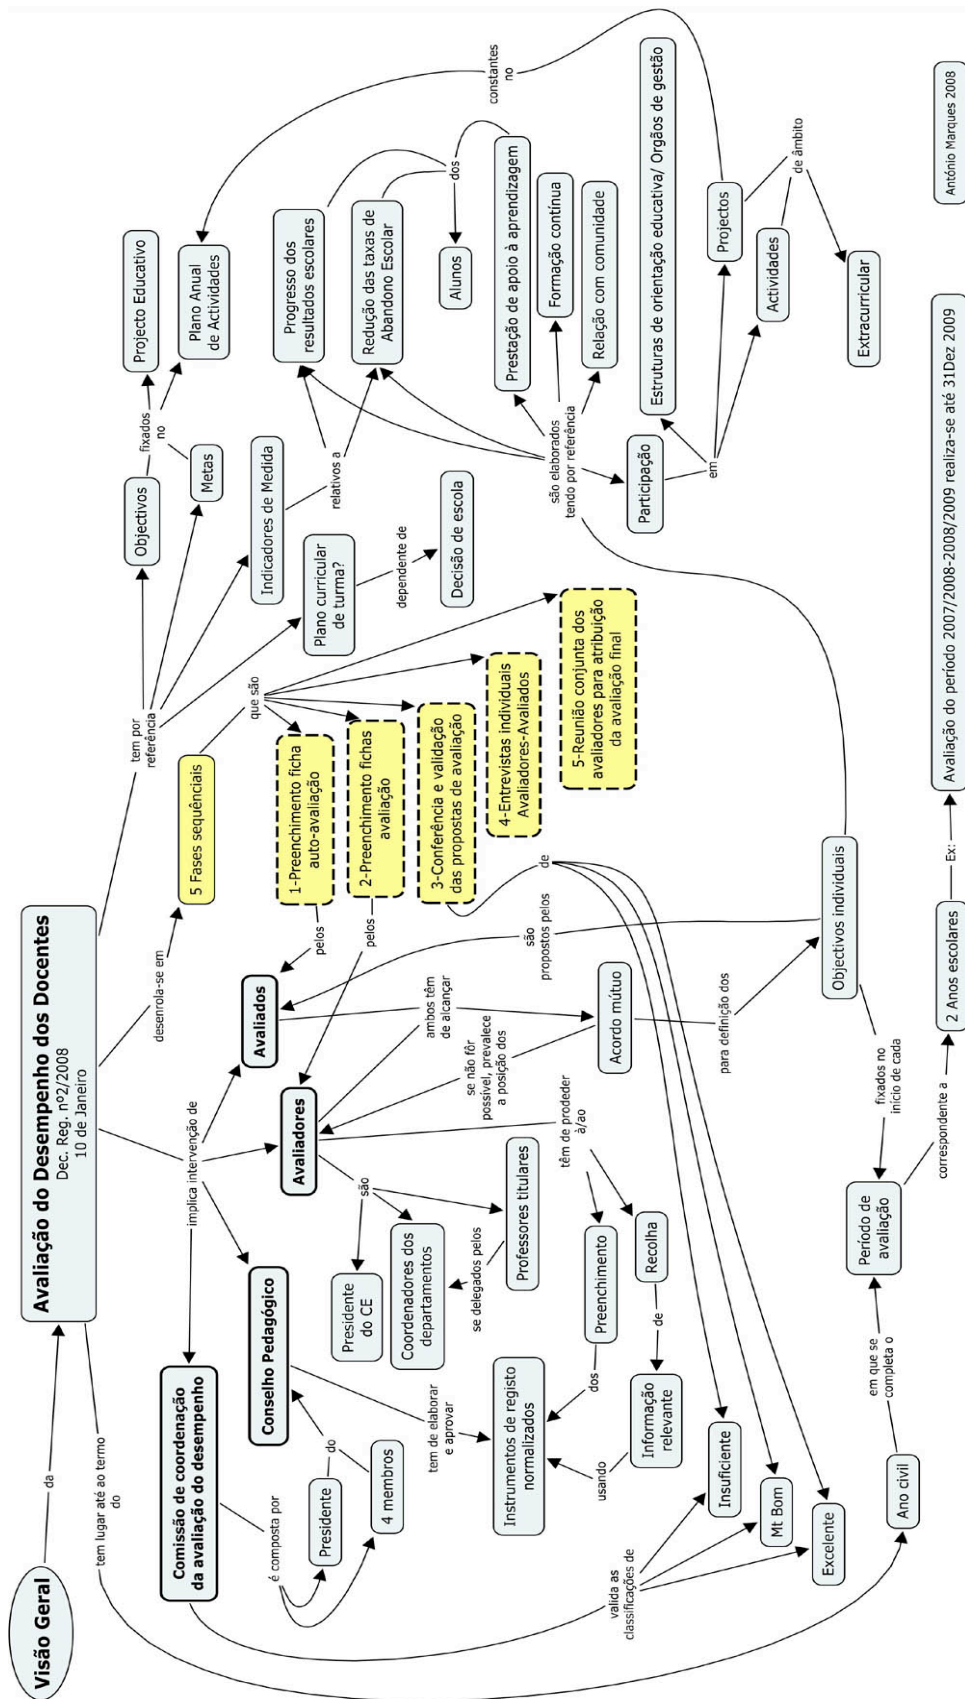 Visão Geral
da
Avaliação do Desempenho dos Docentes
Dec. Reg. nº2/2008
10 de Janeiro
tem lugar até ao termo
do
implica intervenção de
desenrola-se em
tem por
referência
Comissão de coordenação
da avaliação do desempenho
é composta por
Presidente
do
4 membros
Conselho Pedagógico
tem de elaborar
e aprovar
Instrumentos de registo
normalizados
Avaliadores
são
Presidente
do CE
Coordenadores dos
departamentos
se delegados pelos
Professores titulares
Avaliados
ambos têm
de alcançar
se não fôr
possível, prevalece
a posição dos
Acordo mútuo
para definição dos
são
propostos pelos
têm de prodeder
à/ao
Preenchimento
dos
Recolha
de
Informação
relevante
usando
valida as
classificações de
Insuficiente
Mt Bom
Excelente
5 Fases sequênciais
que são
1-Preenchimento ficha
auto-avaliação
pelos
2-Preenchimento fichas
avaliação
pelos
3-Conferência e validação
das propostas de avaliação
de
4-Entrevistas individuais
Avaliadores-Avaliados
5-Reunião conjunta dos
avaliadores para atribuição
da avaliação final
Objectivos
fixados
no
Metas
Projecto Educativo
Plano Anual
de Actividades
constantes
no
Indicadores de Medida
relativos a
Progresso dos
resultados escolares
Redução das taxas de
Abandono Escolar
dos
Alunos
Plano curricular
de turma?
dependente de
Decisão de escola
são elaborados
tendo por referência
Prestação de apoio à aprendizagem
Formação contínua
Relação com comunidade
Participação
em
Estruturas de orientação educativa/ Orgãos de gestão
Projectos
Actividades
de âmbito
Extracurricular
Objectivos individuais
fixados no
início de cada
Período de
avaliação
correspondente a
2 Anos escolares
Ex:
Avaliação do período 2007/2008-2008/2009 realiza-se até 31Dez 2009
em que se
completa o
Ano civil
António Marques 2008